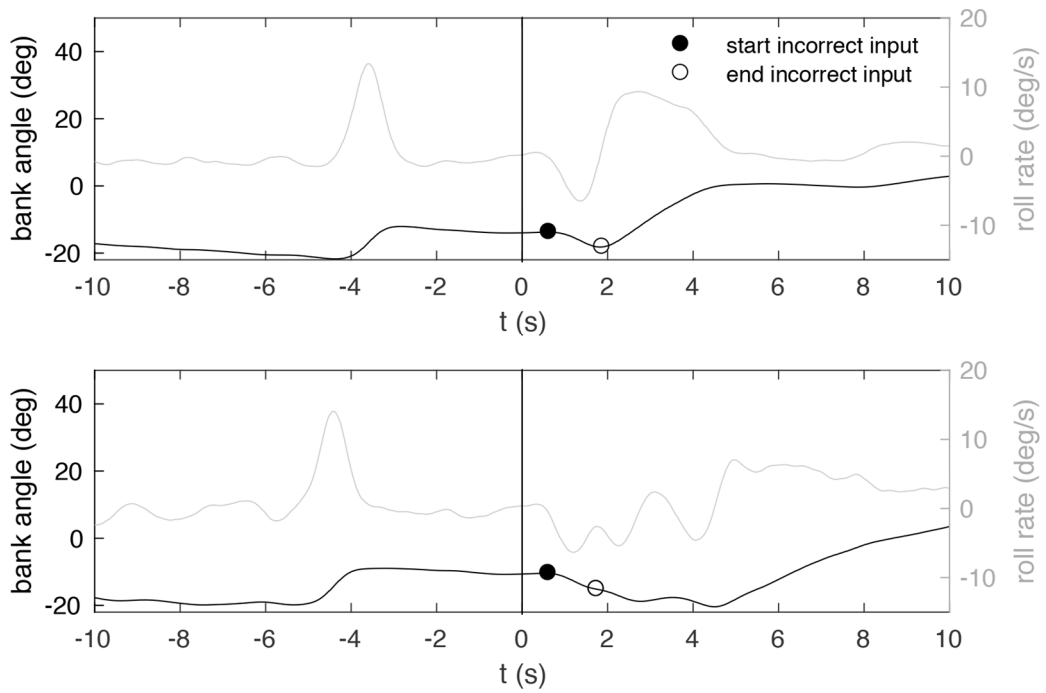 bank angle (deg)
40
20
0
-20
start incorrect input
end incorrect input
20
10
0
-10
roll rate (deg/s)
-10 -8 -6 -4 -2 0 2 4 6 8 10
t (s)
bank angle (deg)
40
20
0
-20
20
10
0
-10
roll rate (deg/s)
-10 -8 -6 -4 -2 0 2 4 6 8 10
t (s)